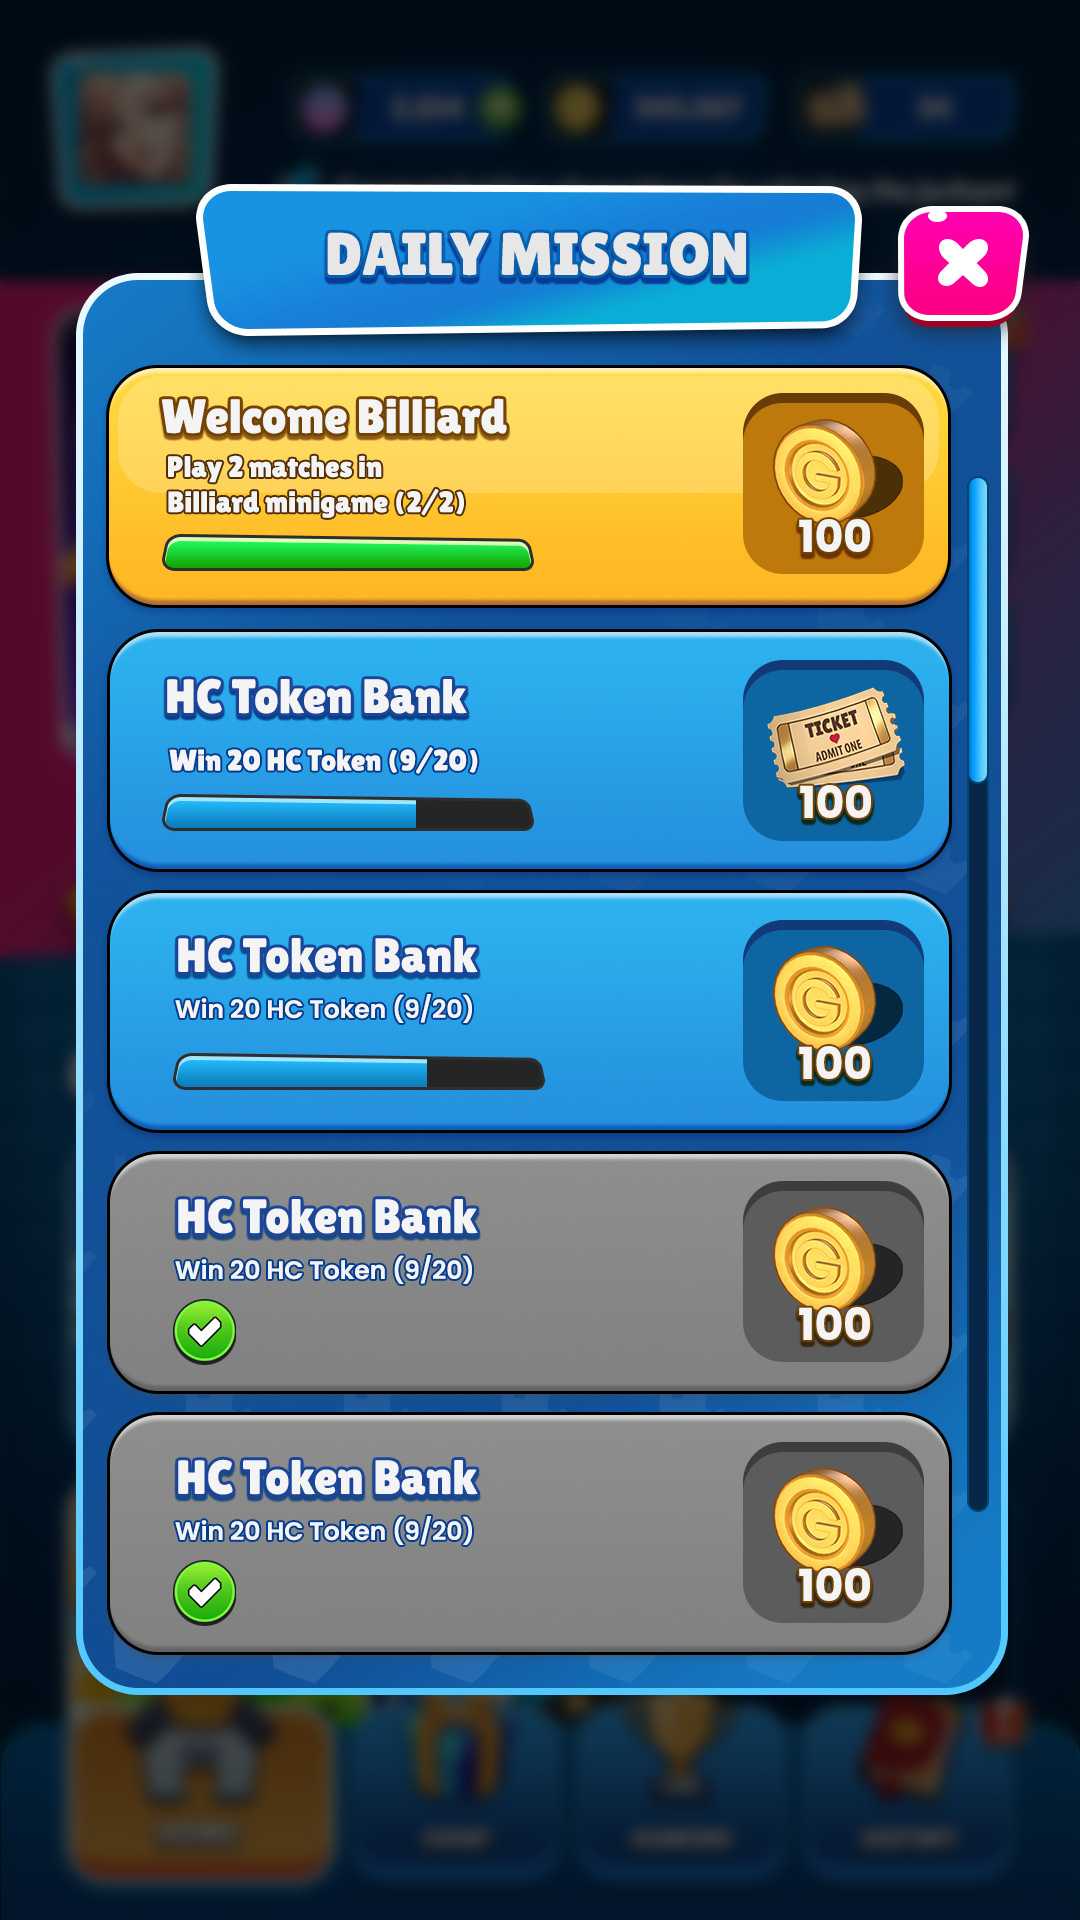 DAILY MISSION
Welcome Billiard
Play 2 matches in
Billiard minigame (2/2)
100
HC Token Bank
Win 20 HC Token (9/20)
TICKET
ADMIT ONE
100
HC Token Bank
Win 20 HC Token (9/20)
100
HC Token Bank
Win 20 HC Token (9/20)
100
HC Token Bank
Win 20 HC Token (9/20)
100